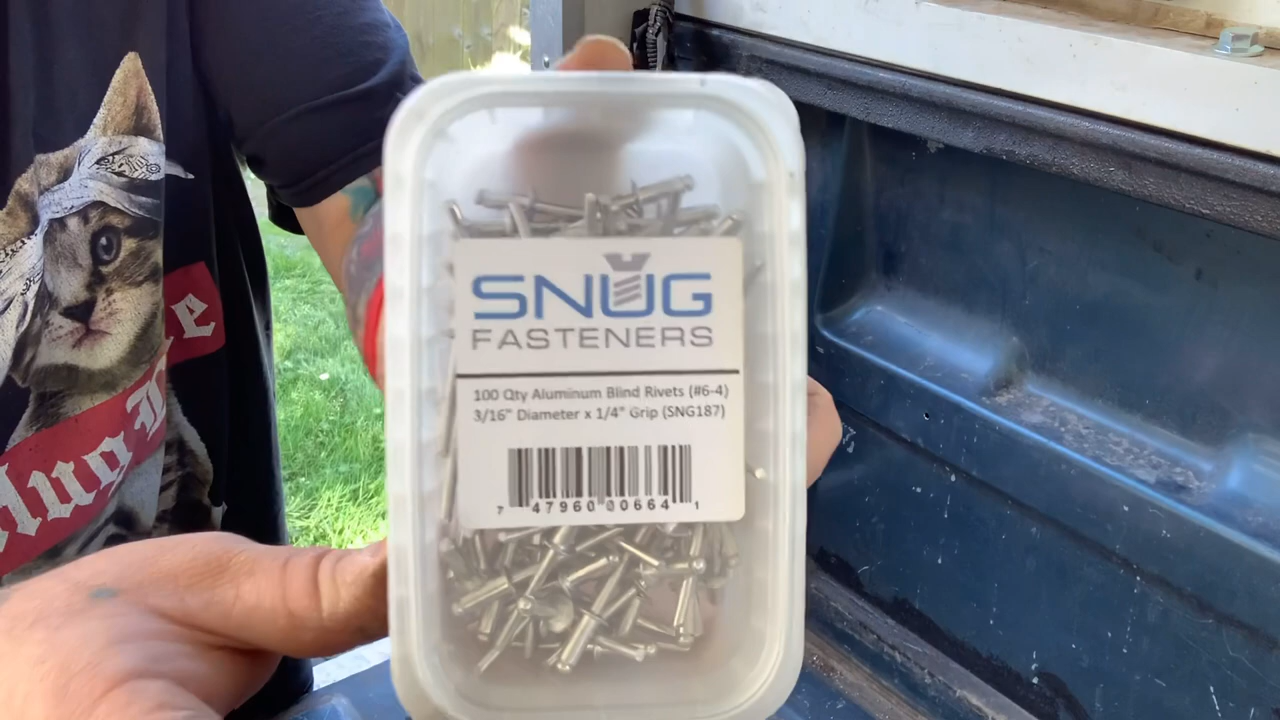 SNUG
FASTENERS
100 Qty Aluminum Blind Rivets (#6-4)
3/16" Diameter x 1/4" Grip (SNG187)
7 47960 00664 1